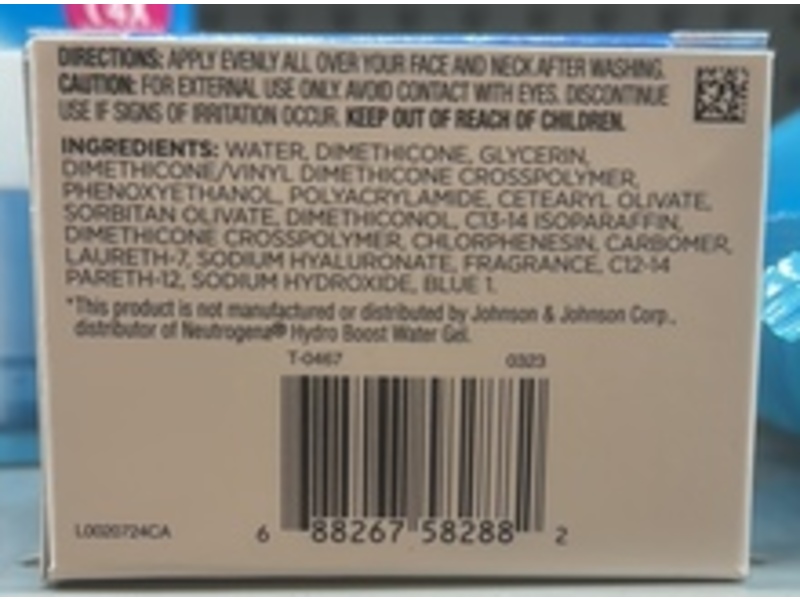 DIRECTIONS: APPLY EVENLY ALL OVER YOUR FACE AND NECK AFTER WASHING.
CAUTION: FOR EXTERNAL USE ONLY. AVOID CONTACT WITH EYES. DISCONTINUE
USE IF SIGNS OF IRRITATION OCCUR. KEEP OUT OF REACH OF CHILDREN.
INGREDIENTS: WATER, DIMETHICONE, GLYCERIN,
DIMETHICONE/VINYL DIMETHICONE CROSSPOLYMER,
PHENOXYETHANOL, POLYACRYLAMIDE, CETEARYL OLIVATE,
SORBITAN OLIVATE, DIMETHICONOL, C13-14 ISOPARAFFIN,
DIMETHICONE CROSSPOLYMER, CHLORPHENESIN, CARBOMER,
LAURETH-7, SODIUM HYALURONATE, FRAGRANCE, C12-14
PARETH-12, SODIUM HYDROXIDE, BLUE 1.
*This product is not manufactured or distributed by Johnson & Johnson Corp.,
distributor of Neutrogena® Hydro Boost Water Gel.
T-0467 0323
L0020724CA 6 88267 58288 2